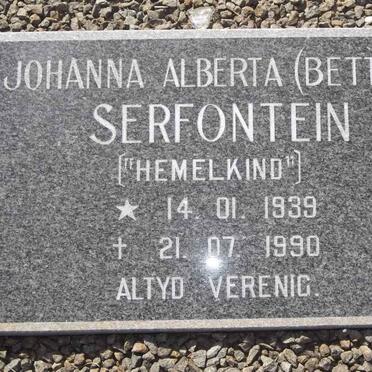 JOHANNA ALBERTA (BETT
SERFONTEIN
["HEMELKIND"]
★ 14. 01. 1939
† 21. 07. 1990
ALTYD VERENIG.